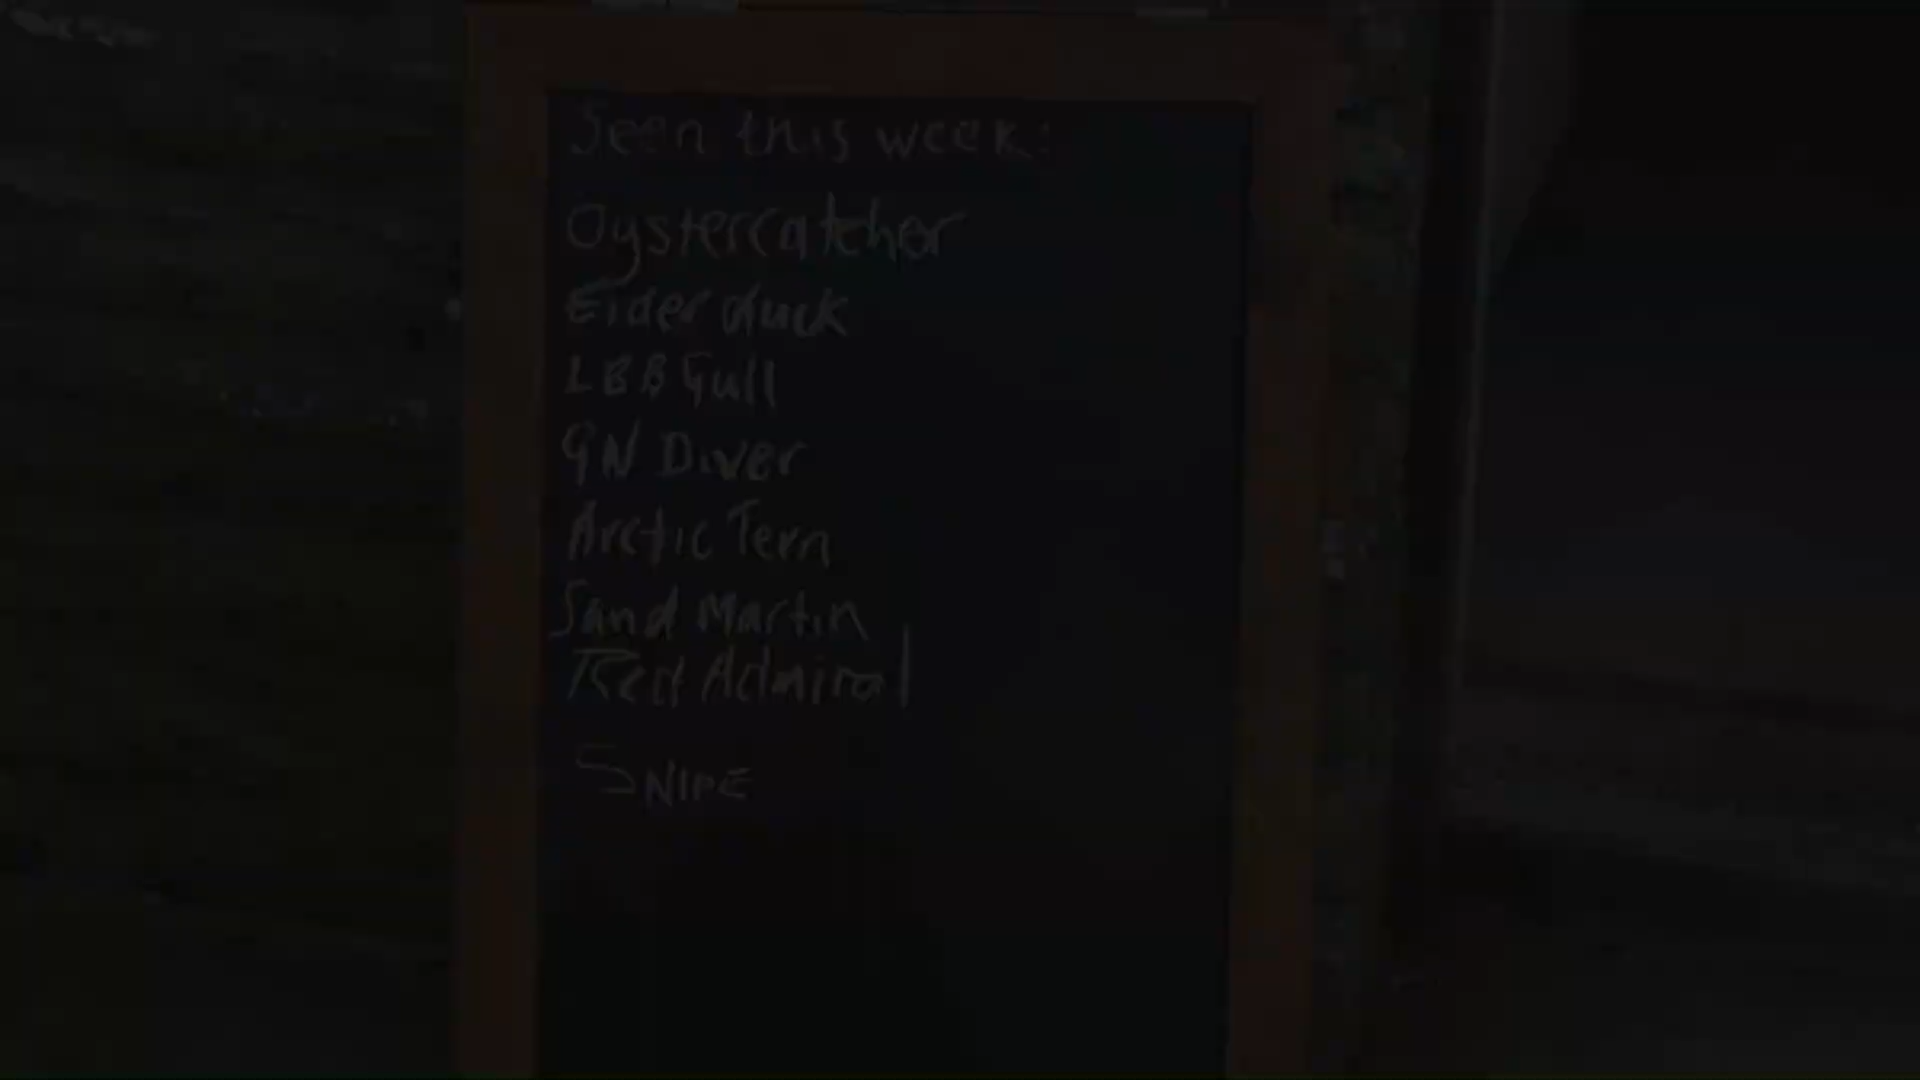 Seen this week:
Oystercatcher
Eider duck
LBB Gull
GN Diver
Arctic Tern
Sand Martin
Red Admiral
SNIPE